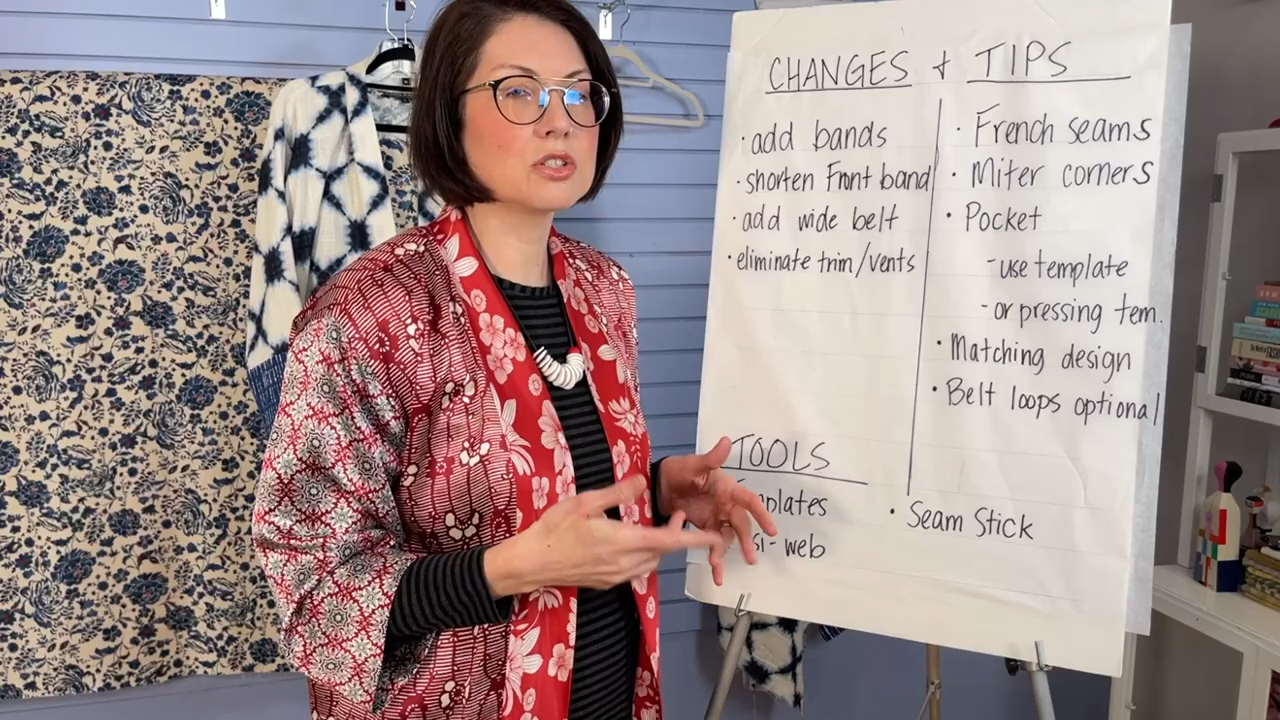 CHANGES + TIPS
· add bands
· shorten Front band
· add wide belt
· eliminate trim/vents
· French seams
· Miter corners
· Pocket
- use template
- or pressing tem.
· Matching design
· Belt loops optional
TOOLS
· Seam Stick
web